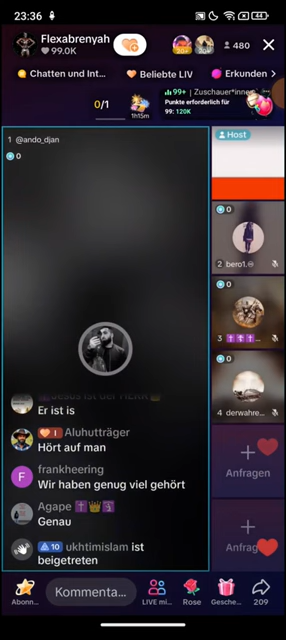 23:36
44
Flexabrenyah
99.0K
480
Chatten und Int...
Beliebte LIV
Erkunden
0/1
1h15m
99+ | Zuschauer*innen
Punkte erforderlich für
99: 120K
1 @ando_djan
0
Host
0
2 bero1.
0
3
0
4 derwahre...
Anfragen
Er ist is
1 Aluhutträger
Hört auf man
frankheering
Wir haben genug viel gehört
Agape
Genau
10 ukhtimislam ist
beigetreten
Abonn...
Kommenta...
LIVE mi...
Rose
Gesche...
209